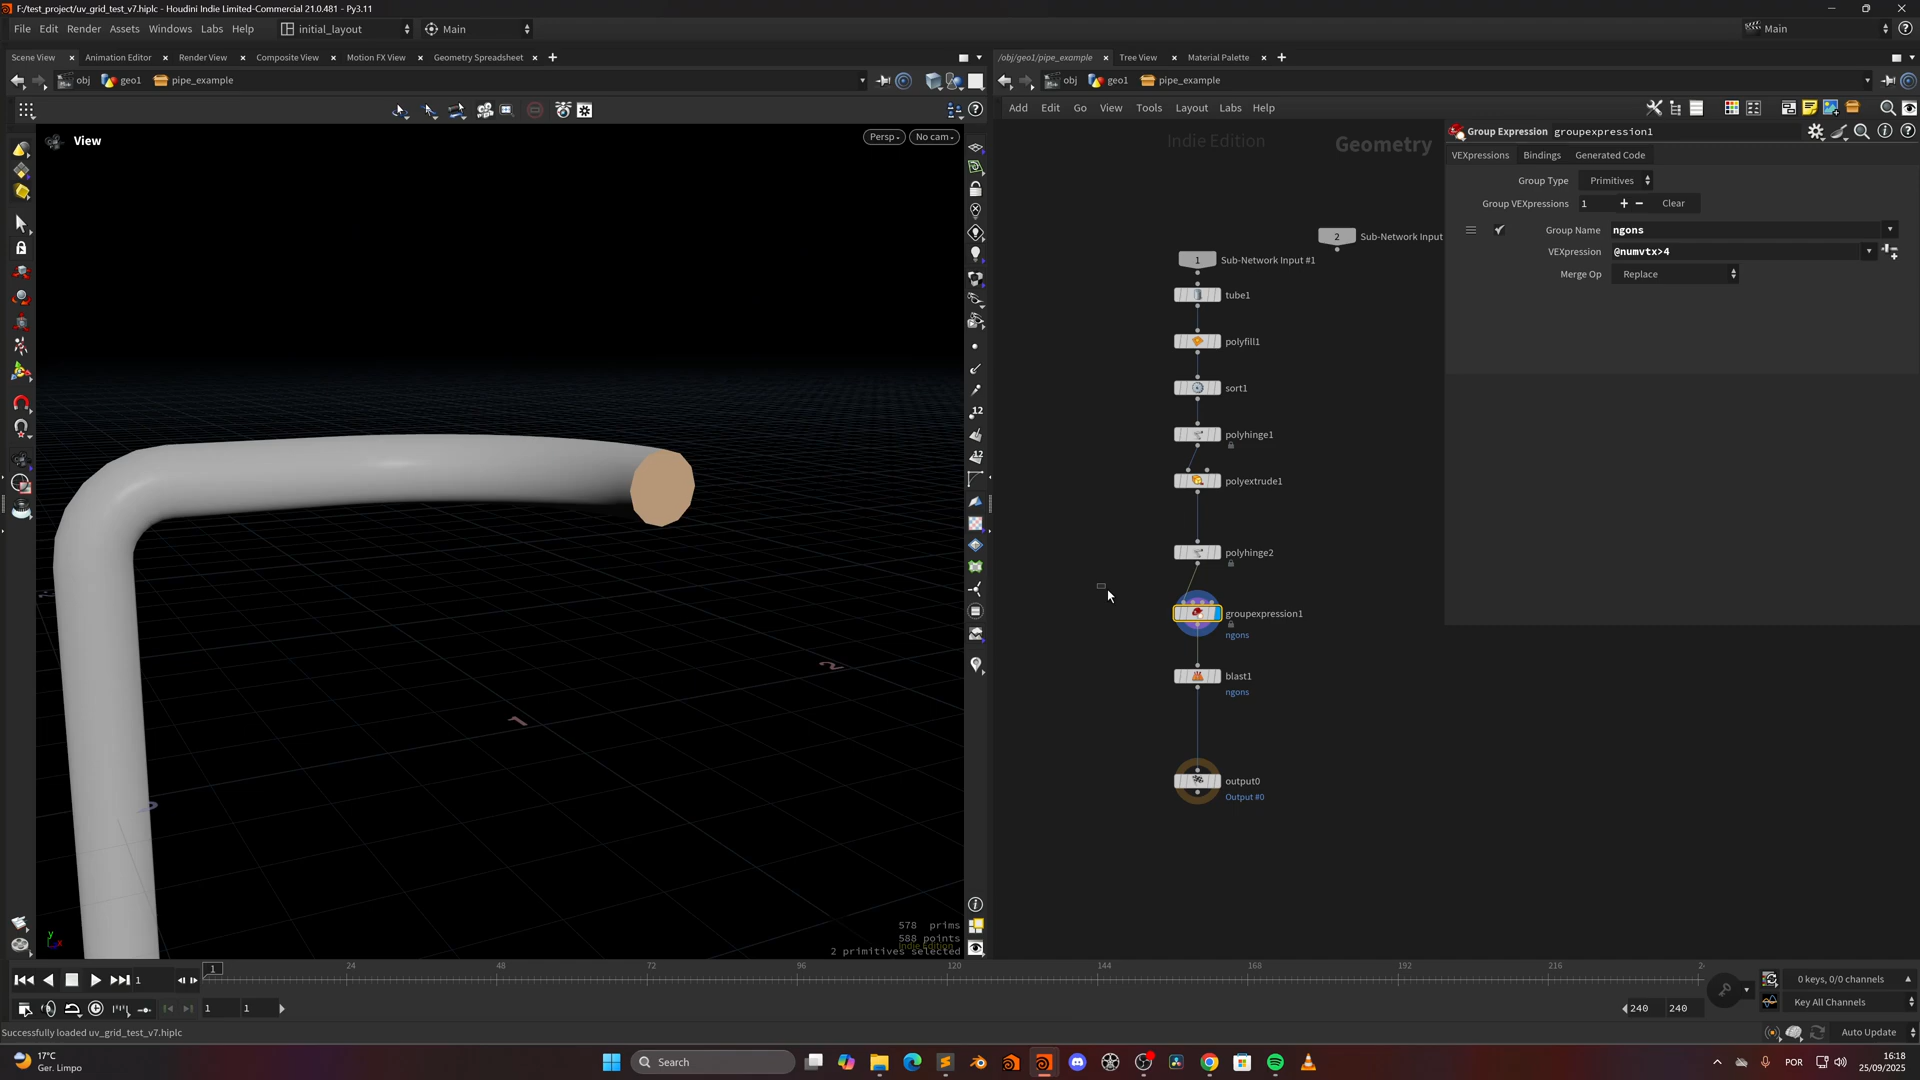 F:/test_project/uv_grid_test_v7.hiplc - Houdini Indie Limited-Commercial 21.0.481 - Py3.11
File Edit Render Assets Windows Labs Help initial_layout Main Main
Scene View Animation Editor Render View Composite View Motion FX View Geometry Spreadsheet
obj geo1 pipe_example
View
Persp No cam
12
12
578 prims
588 points
Indie Edition
2 primitives selected
/obj/geo1/pipe_example Tree View Material Palette
obj geo1 pipe_example
Add Edit Go View Tools Layout Labs Help
Indie Edition Geometry
2 Sub-Network Input
1 Sub-Network Input #1
tube1
polyfill1
sort1
polyhinge1
polyextrude1
polyhinge2
groupexpression1
ngons
blast1
ngons
output0
Output #0
Group Expression groupexpression1
VEXpressions Bindings Generated Code
Group Type Primitives
Group VEXpressions 1 Clear
Group Name ngons
VEXpression @numvtx>4
Merge Op Replace
1 1 24 48 72 96 120 144 168 192 216 2
0 keys, 0/0 channels
1 1 240 240 Key All Channels
Successfully loaded uv_grid_test_v7.hiplc
Auto Update
17°C
Ger. Limpo
Search
POR
16:18
25/09/2025